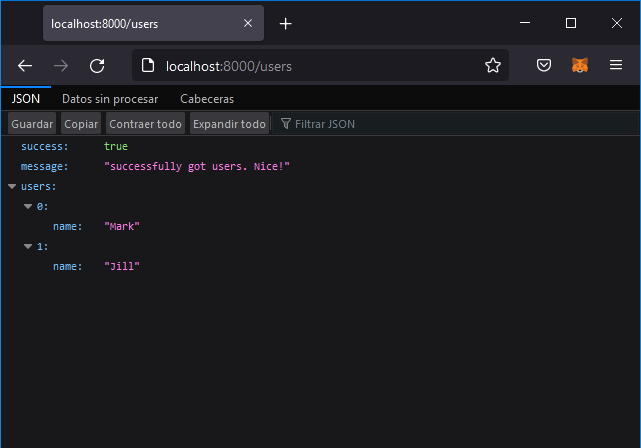 localhost:8000/users
localhost:8000/users
JSON Datos sin procesar Cabeceras
Guardar Copiar Contraer todo Expandir todo Filtrar JSON
success: true
message: "successfully got users. Nice!"
users:
0:
name: "Mark"
1:
name: "Jill"